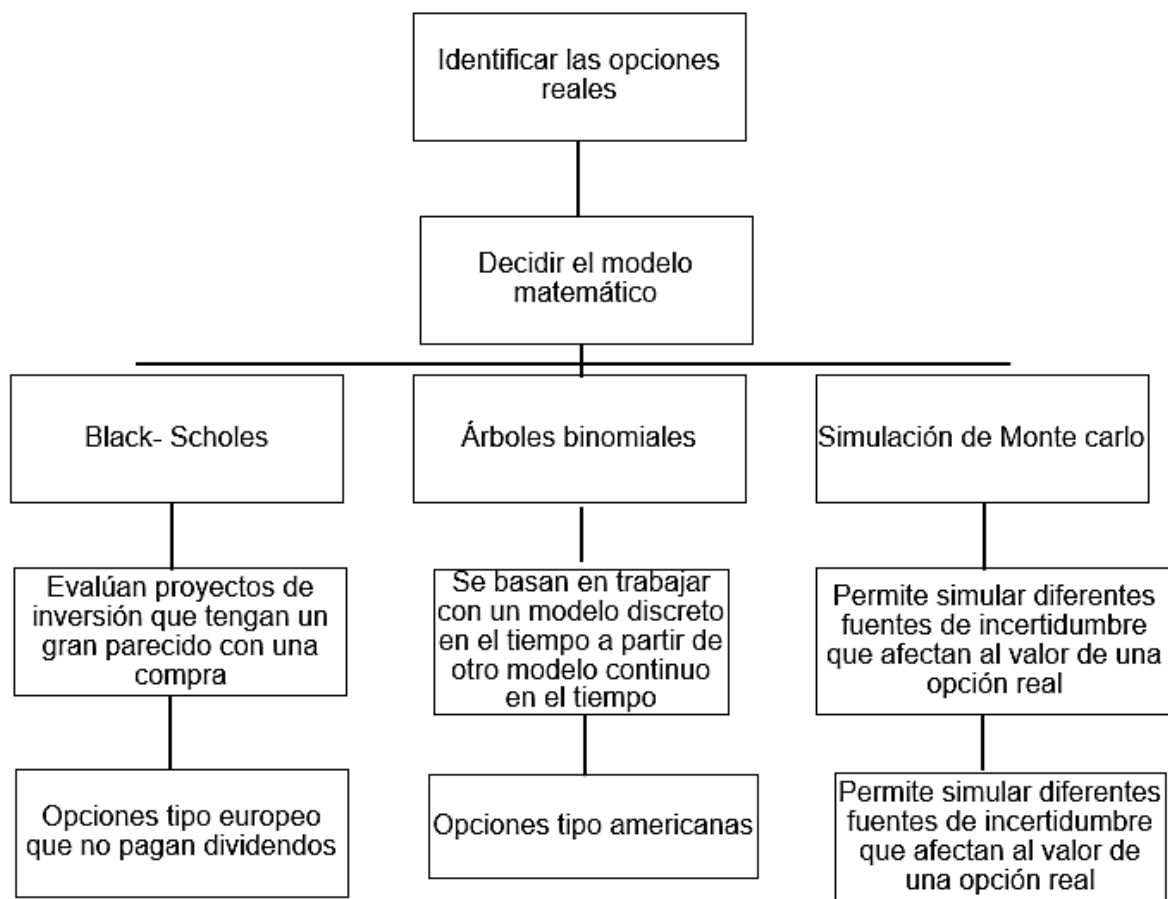 Identificar las opciones
reales
Decidir el modelo
matemático
Black- Scholes
Árboles binomiales
Simulación de Monte carlo
Evalúan proyectos de
inversión que tengan un
gran parecido con una
compra
Se basan en trabajar
con un modelo discreto
en el tiempo a partir de
otro modelo continuo
en el tiempo
Permite simular diferentes
fuentes de incertidumbre
que afectan al valor de una
opción real
Opciones tipo europeo
que no pagan dividendos
Opciones tipo americanas
Permite simular diferentes
fuentes de incertidumbre
que afectan al valor de
una opción real